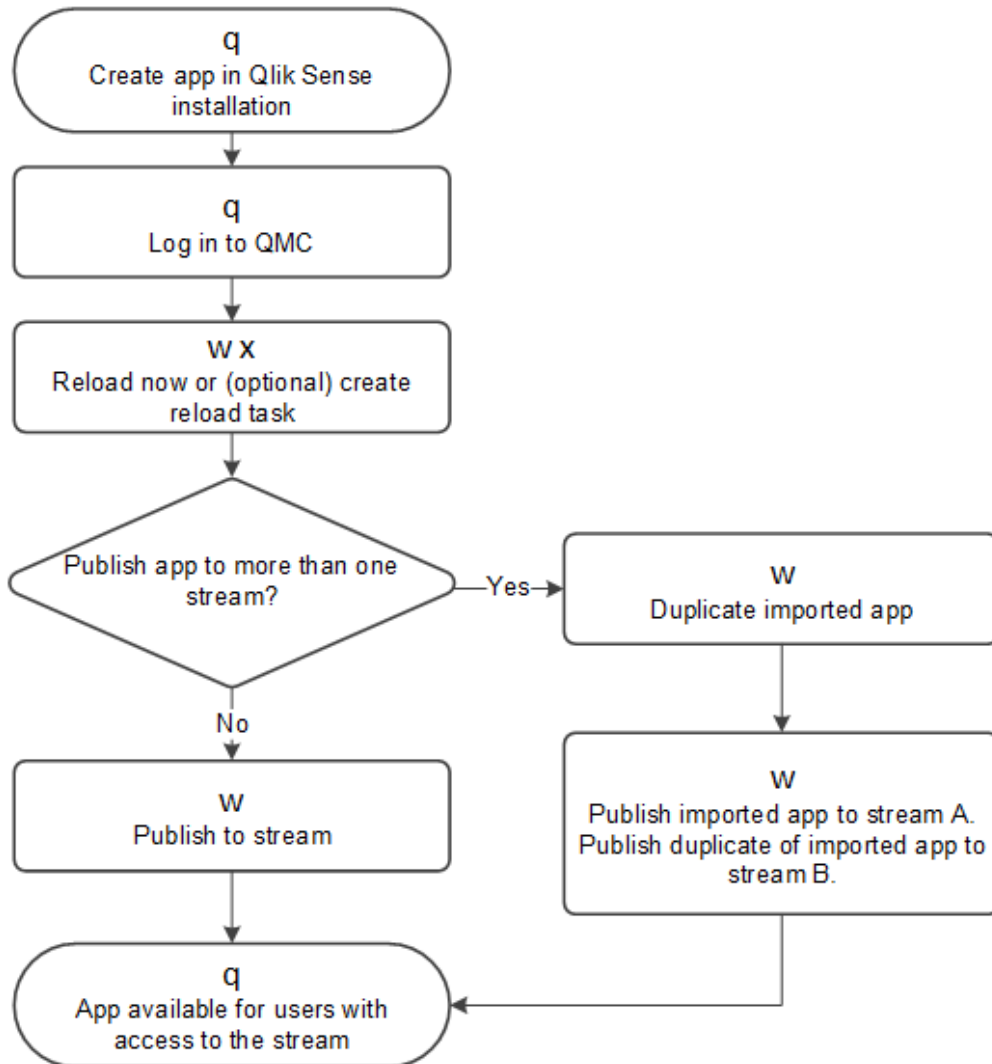 q
Create app in Qlik Sense
installation
q
Log in to QMC
w x
Reload now or (optional) create
reload task
Publish app to more than one
stream?
Yes
w
Duplicate imported app
No
w
Publish to stream
w
Publish imported app to stream A.
Publish duplicate of imported app to
stream B.
q
App available for users with
access to the stream